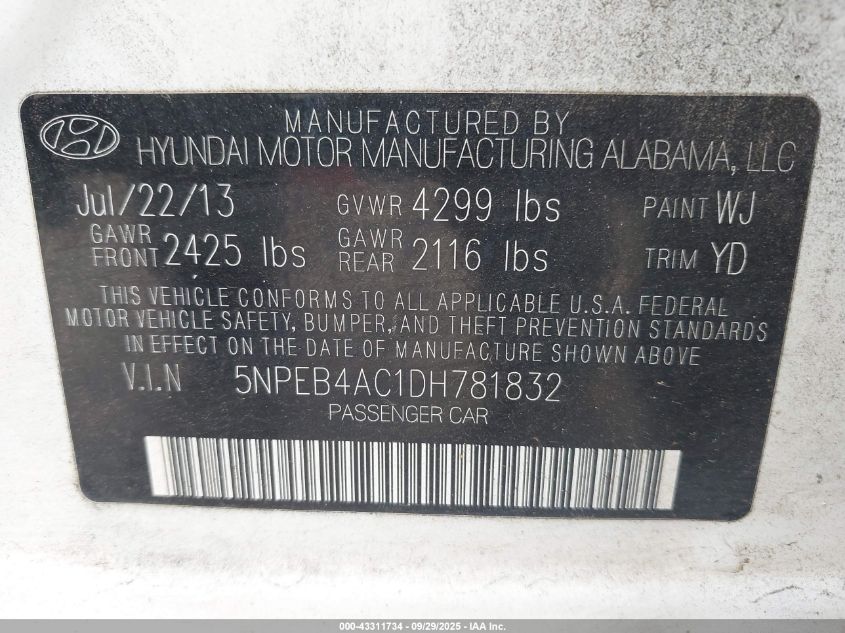 MANUFACTURED BY
HYUNDAI MOTOR MANUFACTURING ALABAMA, LLC
Jul/22/13 GVWR 4299 lbs PAINT WJ
GAWR FRONT 2425 lbs GAWR REAR 2116 lbs TRIM YD
THIS VEHICLE CONFORMS TO ALL APPLICABLE U.S.A. FEDERAL
MOTOR VEHICLE SAFETY, BUMPER, AND THEFT PREVENTION STANDARDS
IN EFFECT ON THE DATE OF MANUFACTURE SHOWN ABOVE.
V.I.N 5NPEB4AC1DH781832
PASSENGER CAR
000-43311734 - 09/29/2025 - IAA Inc.